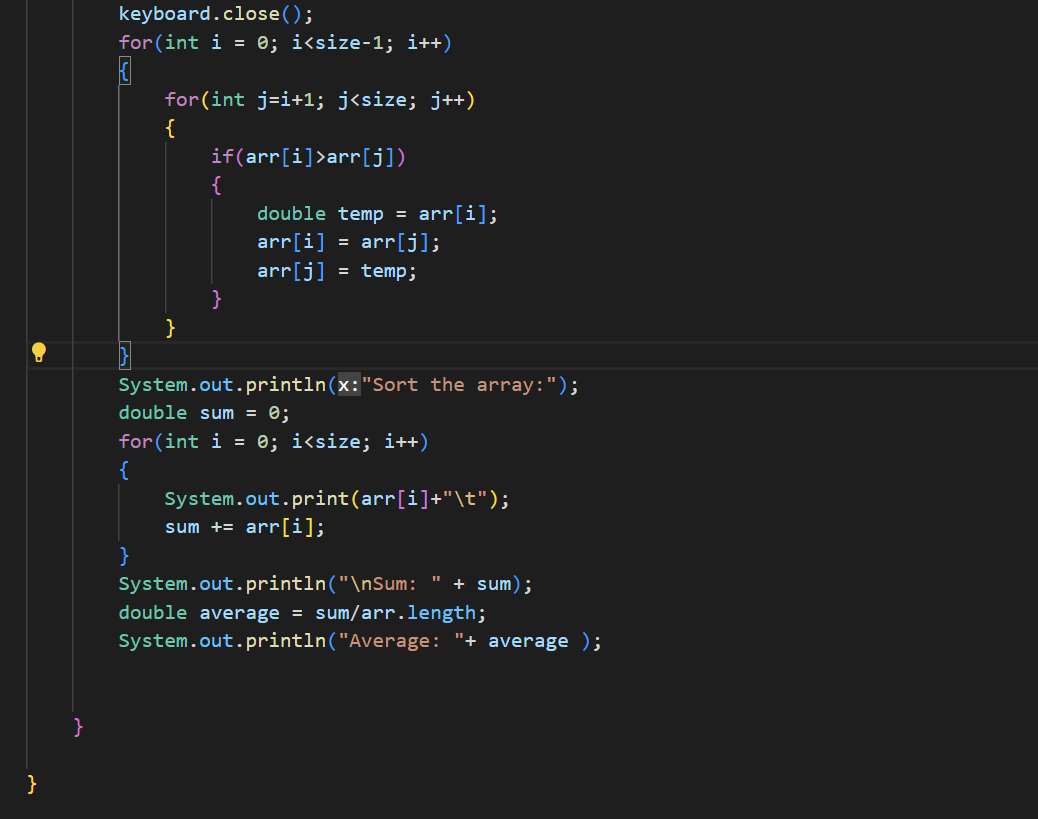 keyboard.close();
for(int i = 0; i<size-1; i++)
{
for(int j=i+1; j<size; j++)
{
if(arr[i]>arr[j])
{
double temp = arr[i];
arr[i] = arr[j];
arr[j] = temp;
}
}
}
System.out.println(x:"Sort the array:");
double sum = 0;
for(int i = 0; i<size; i++)
{
System.out.print(arr[i]+"\t");
sum += arr[i];
}
System.out.println("\nSum: " + sum);
double average = sum/arr.length;
System.out.println("Average: "+ average );
}
}